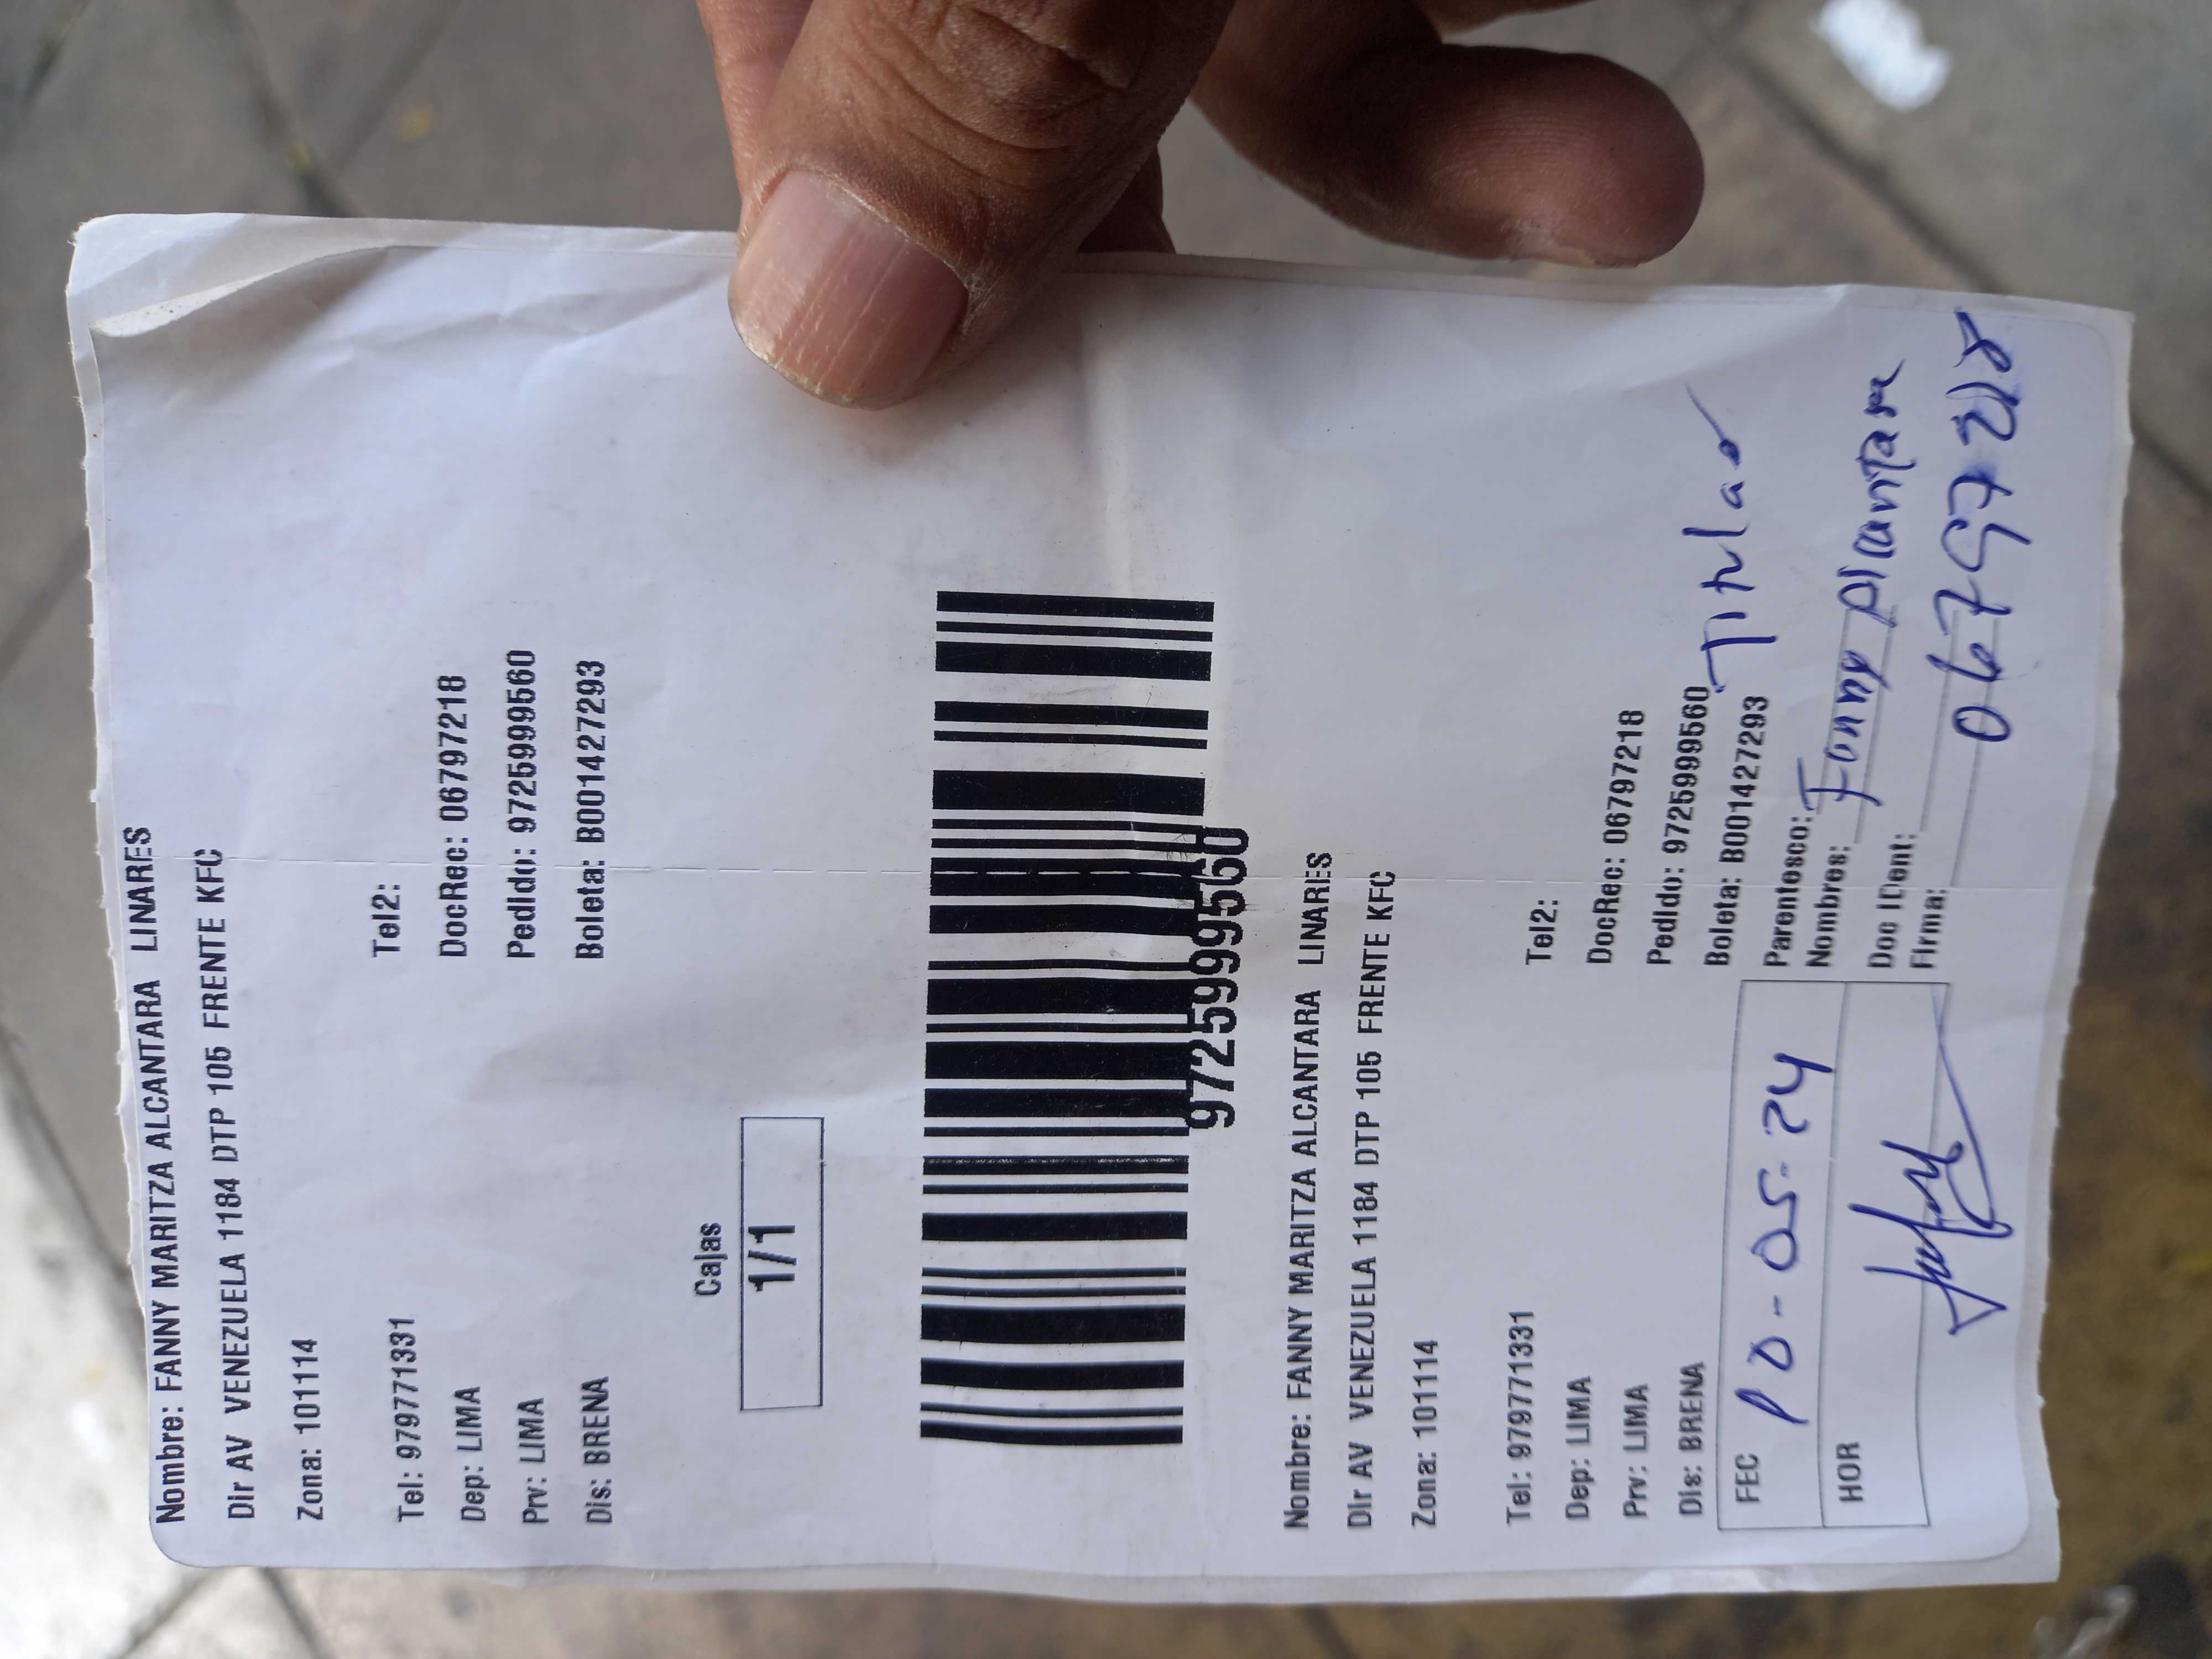 Nombre: FANNY MARITZA ALCANTARA LINARES
Dir AV VENEZUELA 1184 DTP 105 FRENTE KFC
Zona: 101114
Tel: 979771331 Tel2:
Dep: LIMA DocRec: 06797218
Prv: LIMA Pedido: 9725999560
Dis: BRENA Boleta: B001427293
Cajas
1/1
9725999560
Nombre: FANNY MARITZA ALCANTARA LINARES
Dir AV VENEZUELA 1184 DTP 105 FRENTE KFC
Zona: 101114
Tel: 979771331 Tel2:
Dep: LIMA DocRec: 06797218
Prv: LIMA Pedido: 9725999560
Dis: BRENA Boleta: B001427293
FEC 10-05-24 Parentesco: Titular
HOR Nombres: Fanny Alcantara
Doc IDent: 06797218
Firma: